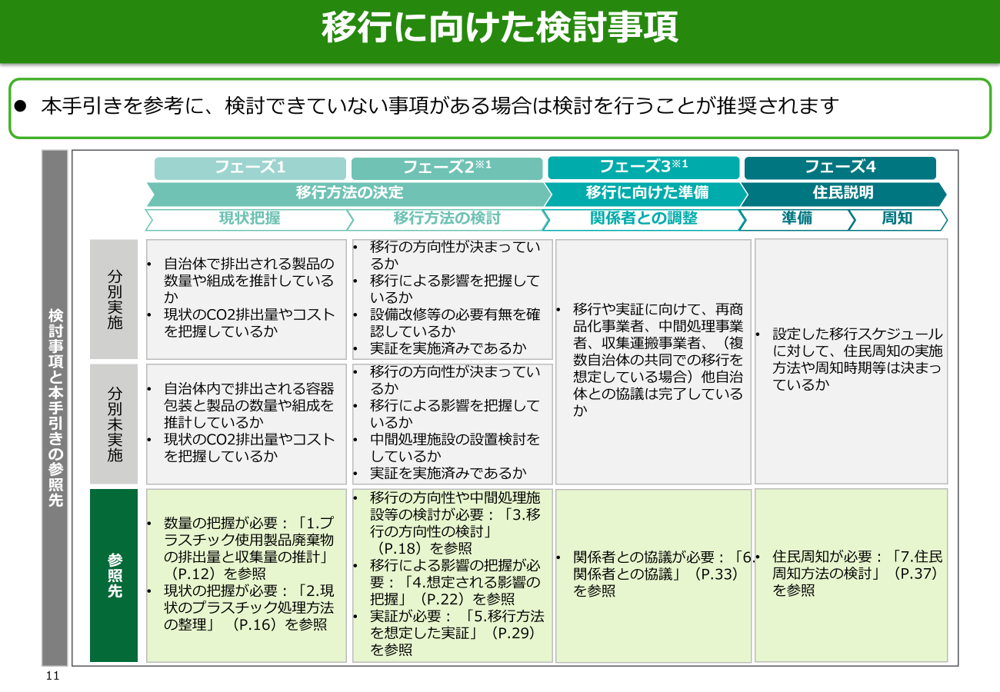 移行に向けた検討事項
● 本手引きを参考に、検討できていない事項がある場合は検討を行うことが推奨されます
検討事項と本手引きの参照先
フェーズ1
フェーズ2※1
フェーズ3※1
フェーズ4
移行方法の決定
移行に向けた準備
住民説明
現状把握
移行方法の検討
関係者との調整
準備
周知
分別実施
• 自治体で排出される製品の
数量や組成を推計している
か
• 現状のCO2排出量やコスト
を把握しているか
• 移行の方向性が決まってい
るか
• 移行による影響を把握して
いるか
• 設備改修等の必要有無を確
認しているか
• 実証を実施済みであるか
分別未実施
• 自治体内で排出される容器
包装と製品の数量や組成を
推計しているか
• 現状のCO2排出量やコスト
を把握しているか
• 移行の方向性が決まってい
るか
• 移行による影響を把握して
いるか
• 中間処理施設の設置検討を
しているか
• 実証を実施済みであるか
• 移行や実証に向けて、再商
品化事業者、中間処理事業
者、収集運搬事業者、（複
数自治体の共同での移行を
想定している場合）他自治
体との協議は完了している
か
• 設定した移行スケジュール
に対して、住民周知の実施
方法や周知時期等は決まっ
ているか
参照先
• 数量の把握が必要：「1.プ
ラスチック使用製品廃棄物
の排出量と収集量の推計」
（P.12）を参照
• 現状の把握が必要：「2.現
状のプラスチック処理方法
の整理」（P.16）を参照
• 移行の方向性や中間処理施
設等の検討が必要：「3.移
行の方向性の検討」
（P.18）を参照
• 移行による影響の把握が必
要：「4.想定される影響の
把握」（P.22）を参照
• 実証が必要：「5.移行方法
を想定した実証」（P.29）
を参照
• 関係者との協議が必要：「6.
関係者との協議」（P.33）
を参照
• 住民周知が必要：「7.住民
周知方法の検討」（P.37）
を参照
11